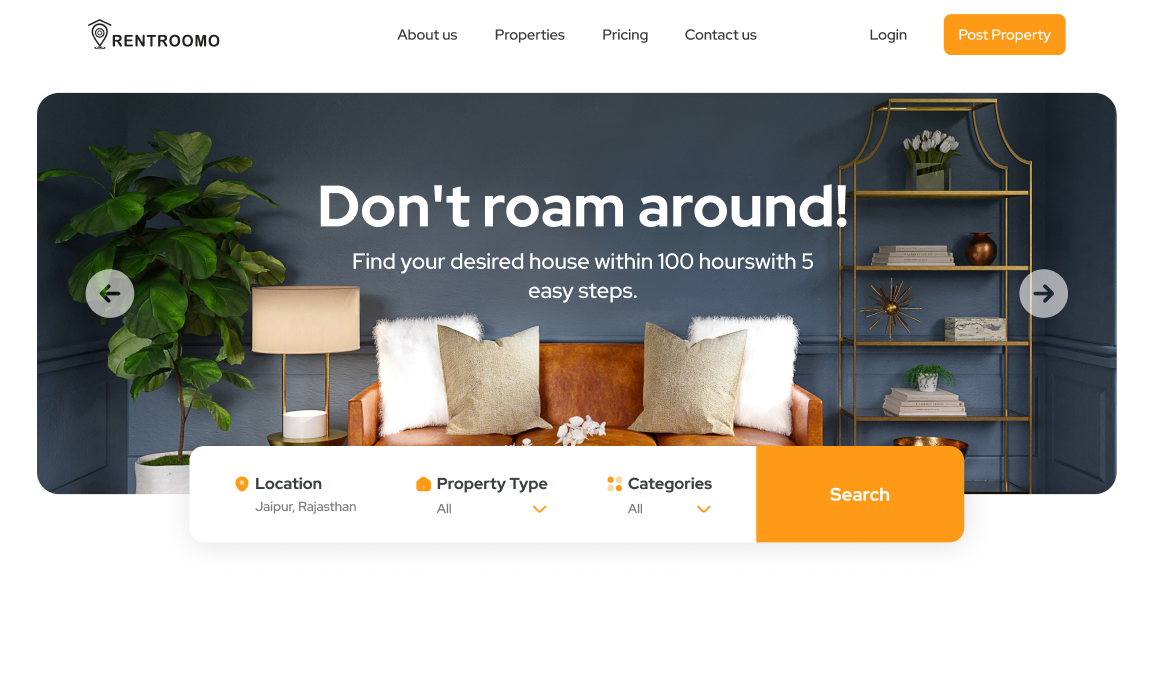 RENTROOMO
About us
Properties
Pricing
Contact us
Login
Post Property
Don't roam around!
Find your desired house within 100 hourswith 5
easy steps.
Location
Jaipur, Rajasthan
Property Type
All
Categories
All
Search